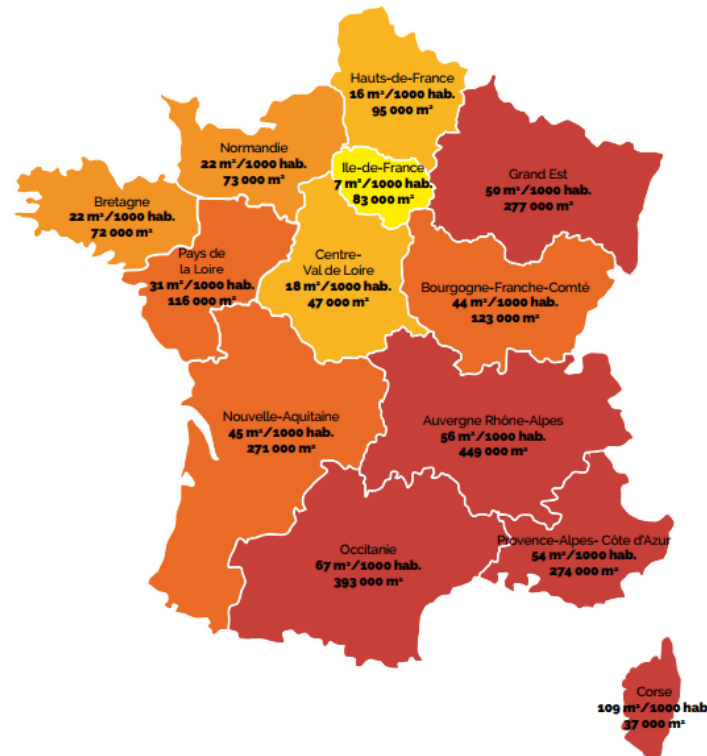 Hauts-de-France
16 m²/1000 hab.
95 000 m²
Normandie
22 m²/1000 hab.
73 000 m²
Ile-de-France
7 m²/1000 hab.
83 000 m²
Grand Est
50 m²/1000 hab.
277 000 m²
Bretagne
22 m²/1000 hab.
72 000 m²
Pays de
la Loire
31 m²/1000 hab.
116 000 m²
Centre-
Val de Loire
18 m²/1000 hab.
47 000 m²
Bourgogne-Franche-Comté
44 m²/1000 hab.
123 000 m²
Nouvelle-Aquitaine
45 m²/1000 hab.
271 000 m²
Auvergne Rhône-Alpes
56 m²/1000 hab.
449 000 m²
Occitanie
67 m²/1000 hab.
393 000 m²
Provence-Alpes- Côte d'Azur
54 m²/1000 hab.
274 000 m²
Corse
109 m²/1000 hab
37 000 m²